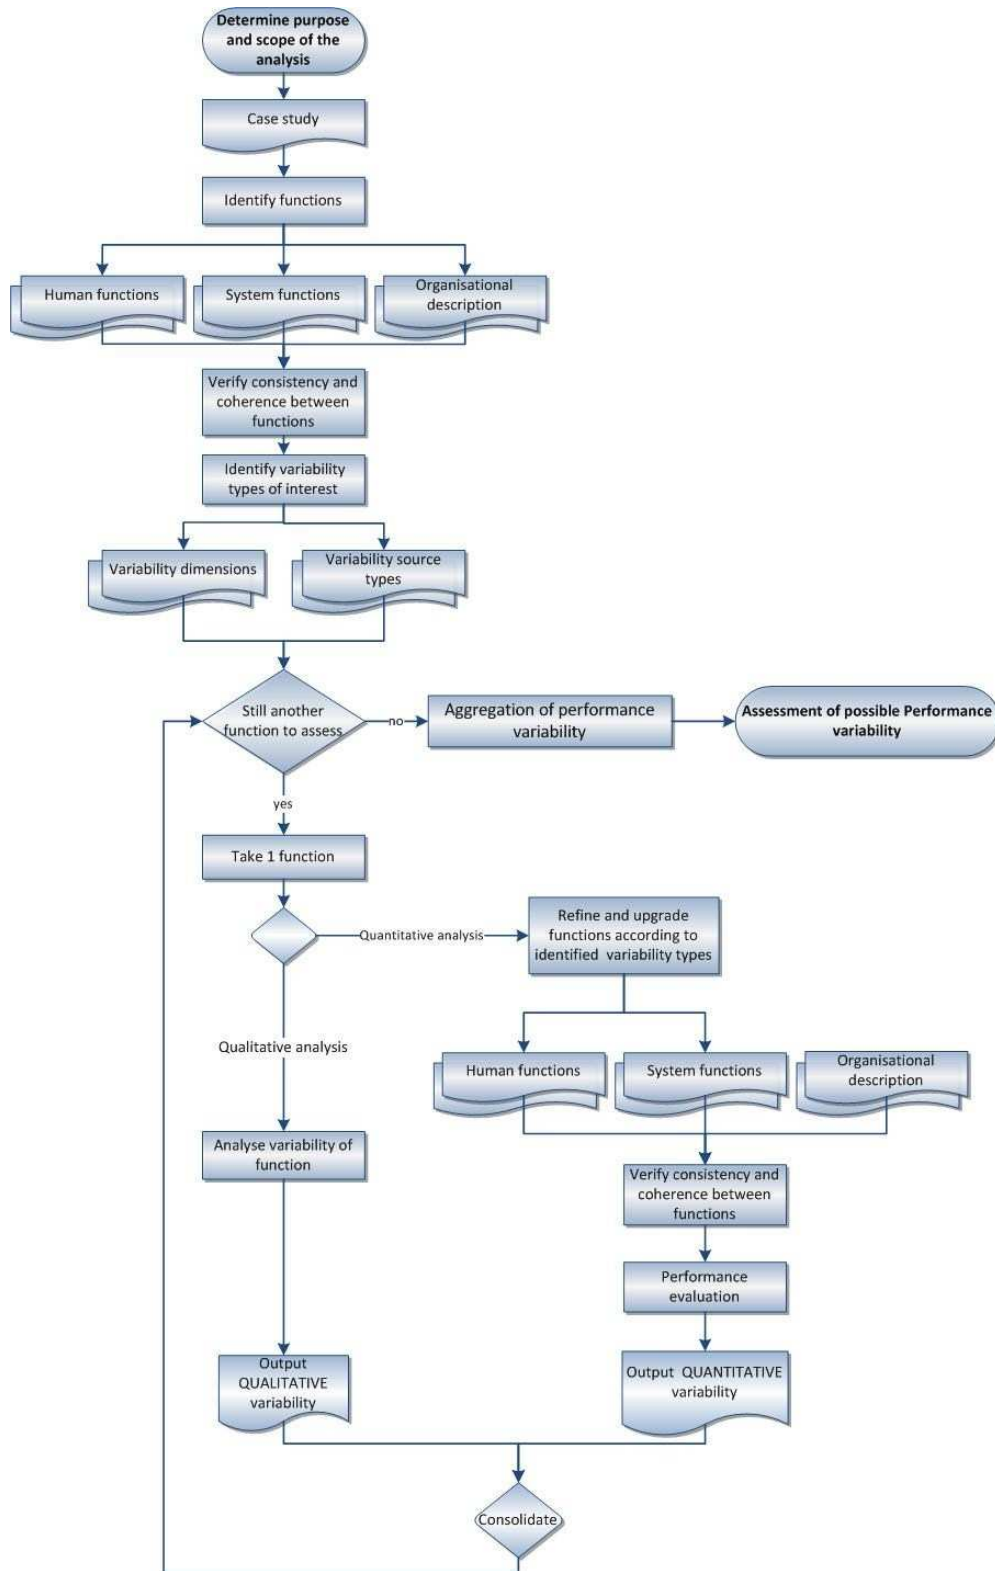 Determine purpose
and scope of the
analysis
Case study
Identify functions
Human functions
System functions
Organisational
description
Verify consistency and
coherence between
functions
Identify variability
types of interest
Variability dimensions
Variability source
types
Still another
function to assess
no
Aggregation of performance
variability
Assessment of possible Performance
variability
yes
Take 1 function
Quantitative analysis
Refine and upgrade
functions according to
identified variability types
Qualitative analysis
Human functions
System functions
Organisational
description
Analyse variability of
function
Verify consistency and
coherence between
functions
Performance
evaluation
Output
QUALITATIVE
variability
Output QUANTITATIVE
variability
Consolidate